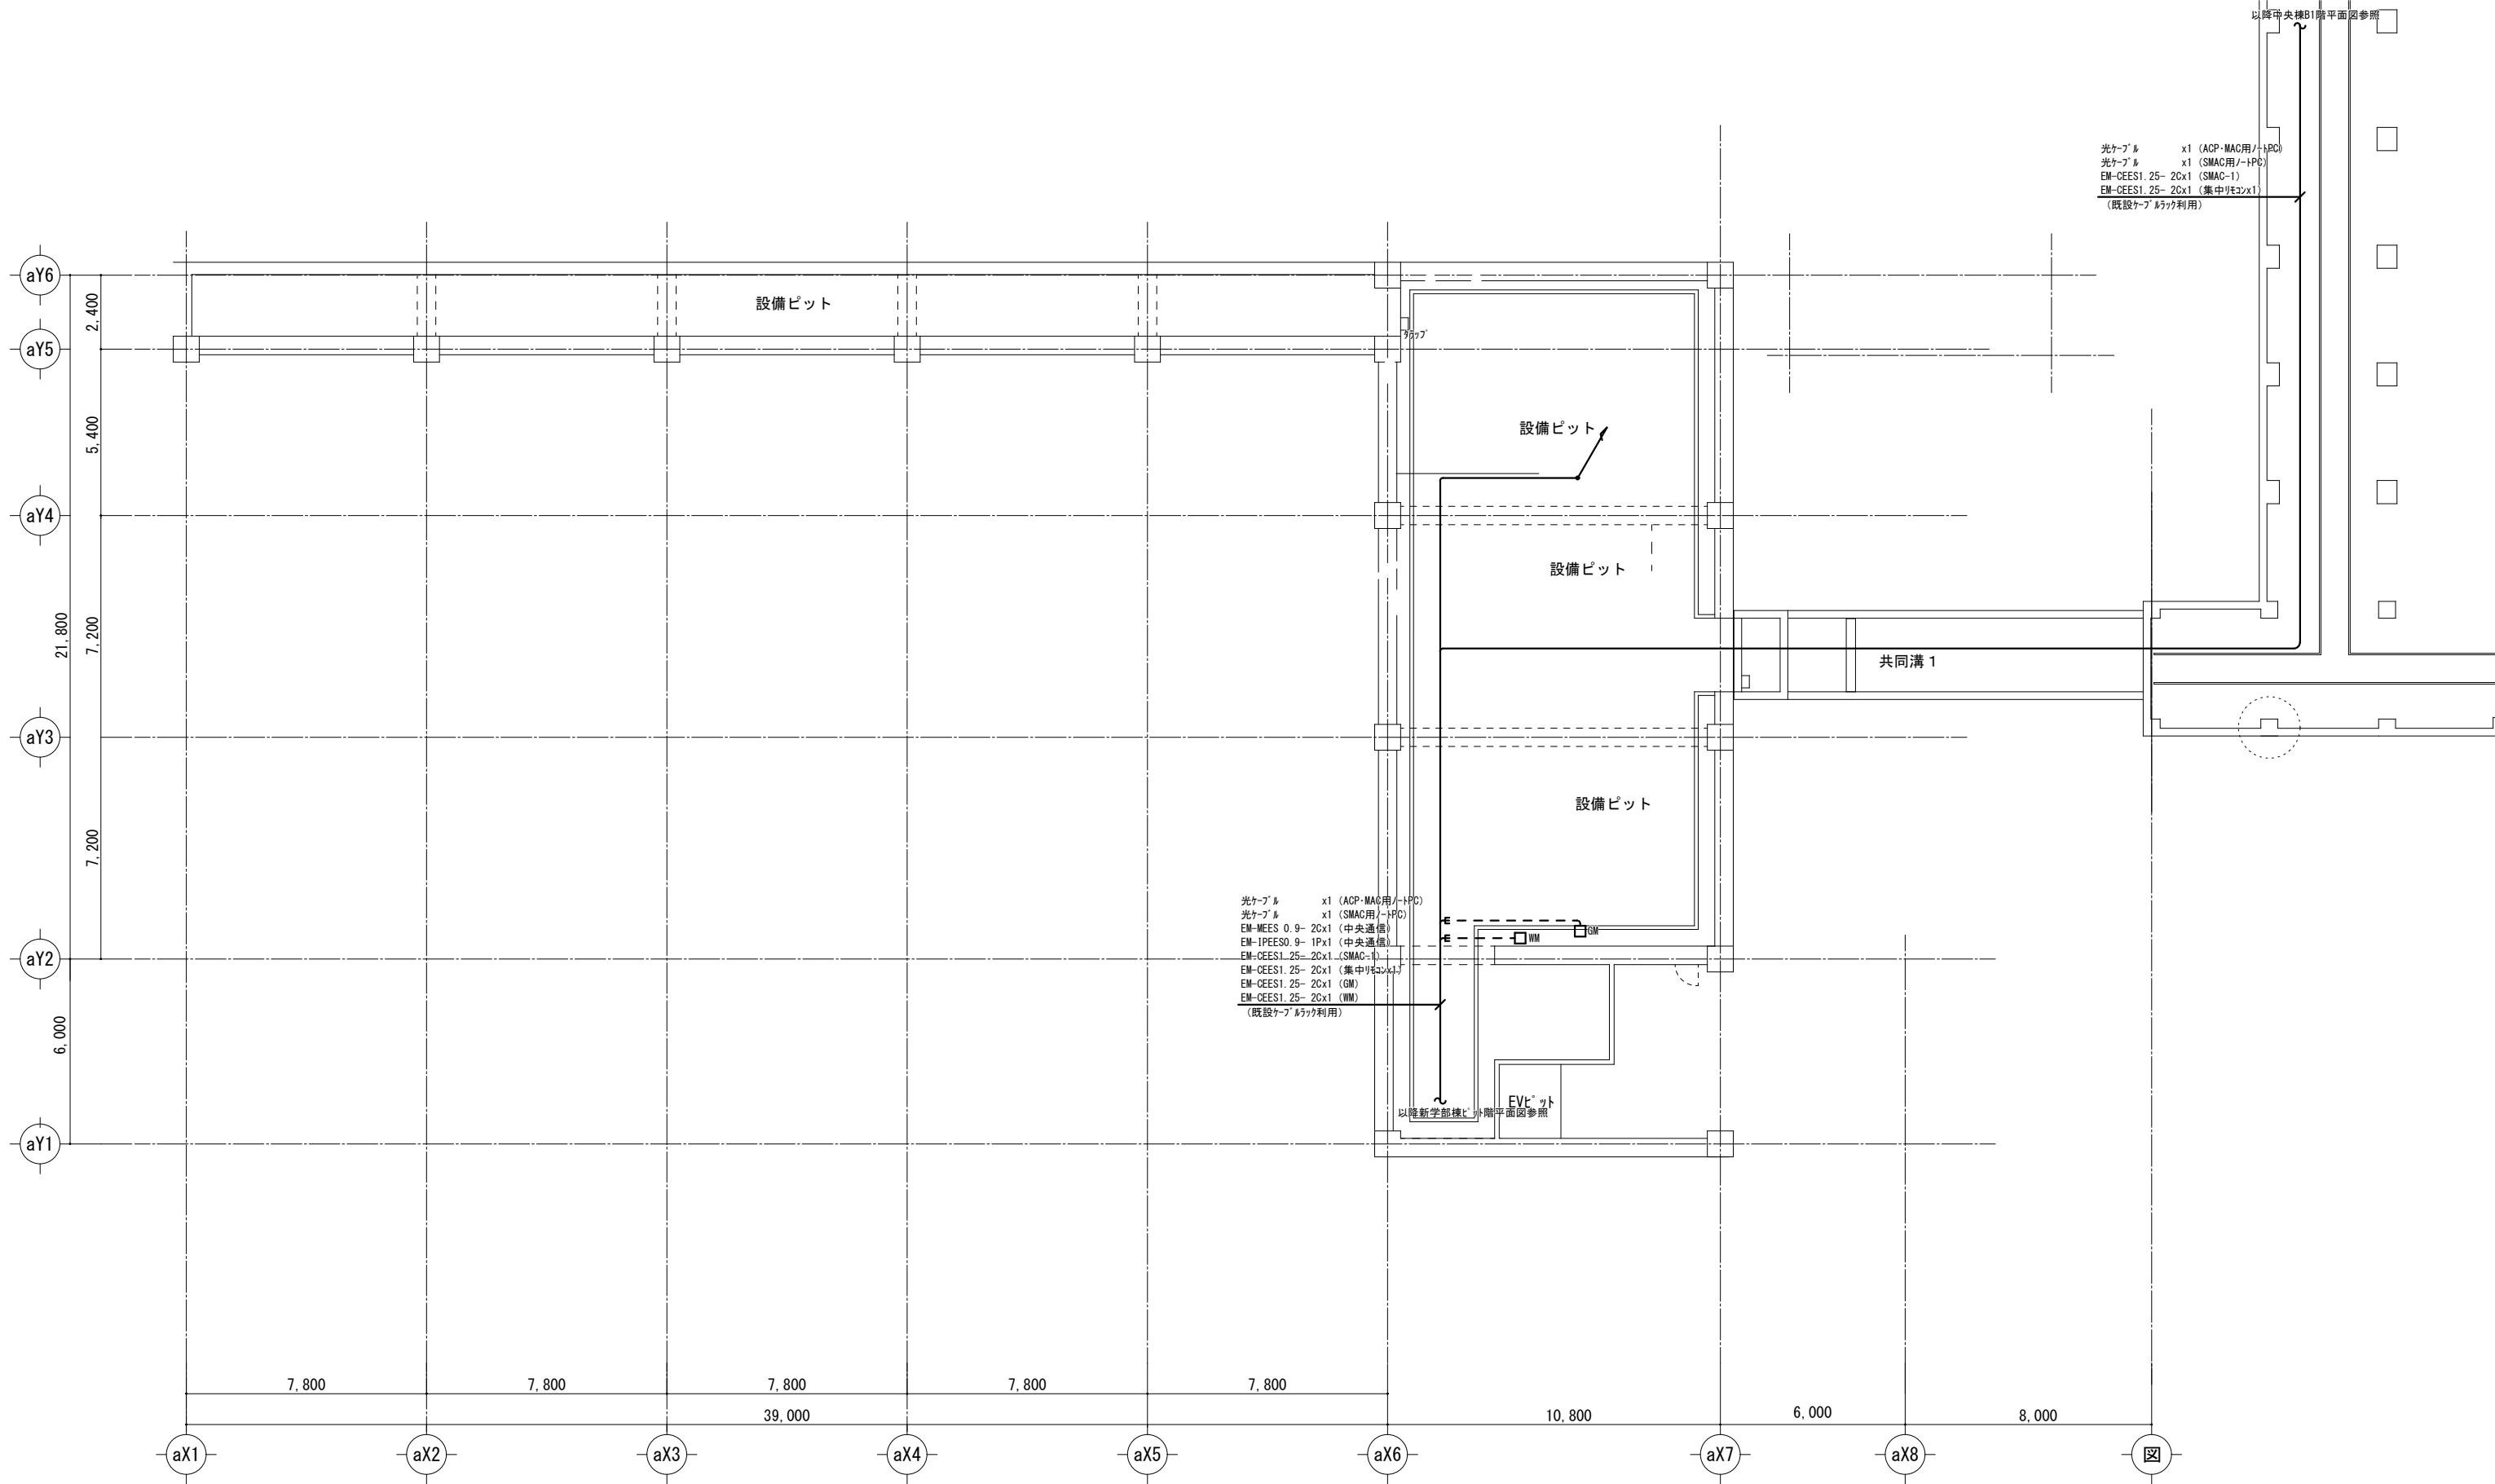 以降中央棟B1階平面図参照
光ｹｰﾌﾞﾙ x1 (ACP･MAC用ﾉｰﾄPC)
光ｹｰﾌﾞﾙ x1 (SMAC用ﾉｰﾄPC)
EM-CEES1.25- 2Cx1 (SMAC-1)
EM-CEES1.25- 2Cx1 (集中ﾘﾓｺﾝx1)
(既設ｹｰﾌﾞﾙﾗｯｸ利用)
aY6
2,400
設備ピット
ﾀﾗｯﾌﾟ
aY5
5,400
設備ピット
aY4
設備ピット
21,800
7,200
共同溝１
aY3
設備ピット
7,200
光ｹｰﾌﾞﾙ x1 (ACP･MAC用ﾉｰﾄPC)
光ｹｰﾌﾞﾙ x1 (SMAC用ﾉｰﾄPC)
EM-MEES 0.9- 2Cx1 (中央通信)
EM-IPEES0.9- 1Px1 (中央通信)
EM-CEES1.25- 2Cx1 (SMAC-1)
EM-CEES1.25- 2Cx1 (集中ﾘﾓｺﾝx1)
EM-CEES1.25- 2Cx1 (GM)
EM-CEES1.25- 2Cx1 (WM)
(既設ｹｰﾌﾞﾙﾗｯｸ利用)
E
GM
E
WM
aY2
6,000
EVﾋﾟｯﾄ
以降新学部棟ﾋﾟｯﾄ階平面図参照
aY1
7,800
7,800
7,800
7,800
7,800
39,000
10,800
6,000
8,000
aX1
aX2
aX3
aX4
aX5
aX6
aX7
aX8
図